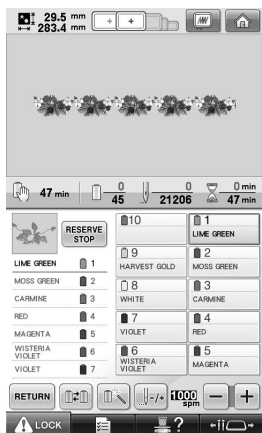 29.5 mm
283.4 mm
47 min
0
45
0
21206
0 min
47 min
RESERVE
STOP
LIME GREEN 1
MOSS GREEN 2
CARMINE 3
RED 4
MAGENTA 5
WISTERIA
VIOLET 6
VIOLET 7
10
1
LIME GREEN
9
HARVEST GOLD
2
MOSS GREEN
8
WHITE
3
CARMINE
7
VIOLET
4
RED
6
WISTERIA
VIOLET
5
MAGENTA
RETURN
-/+
1000
spm
- +
LOCK
?